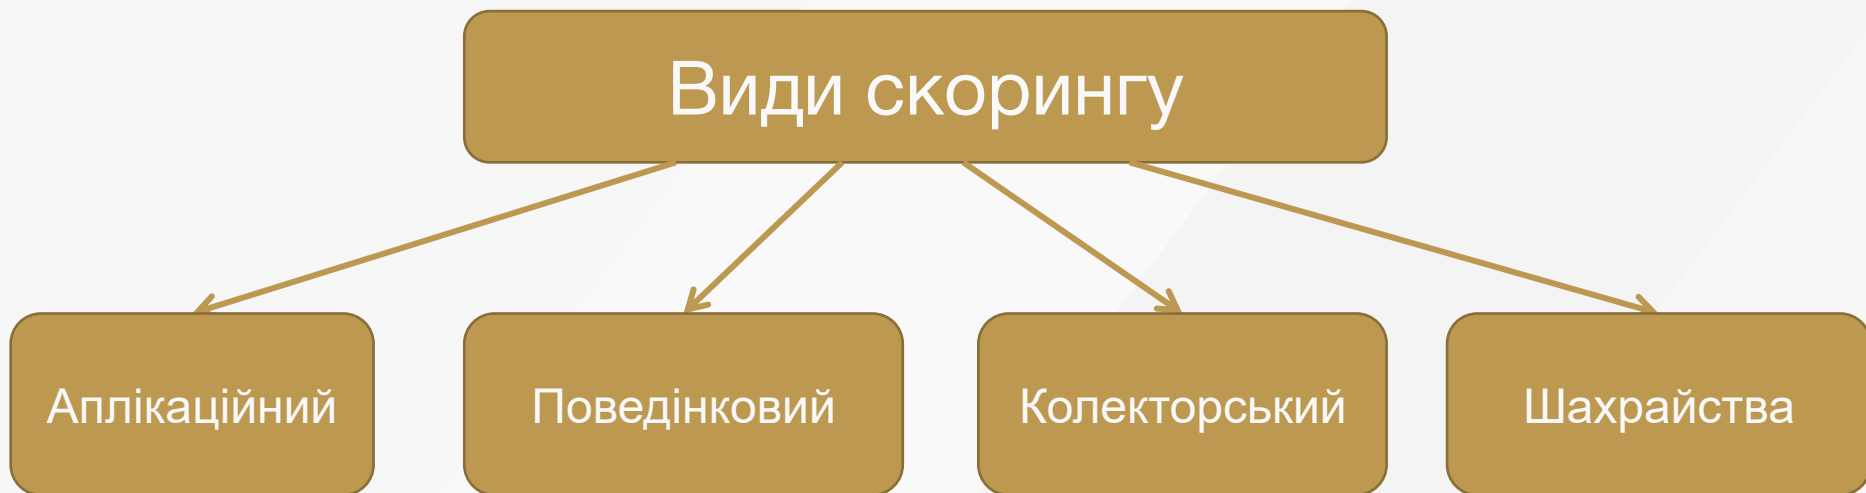 Види скорингу
Аплікаційний
Поведінковий
Колекторський
Шахрайства